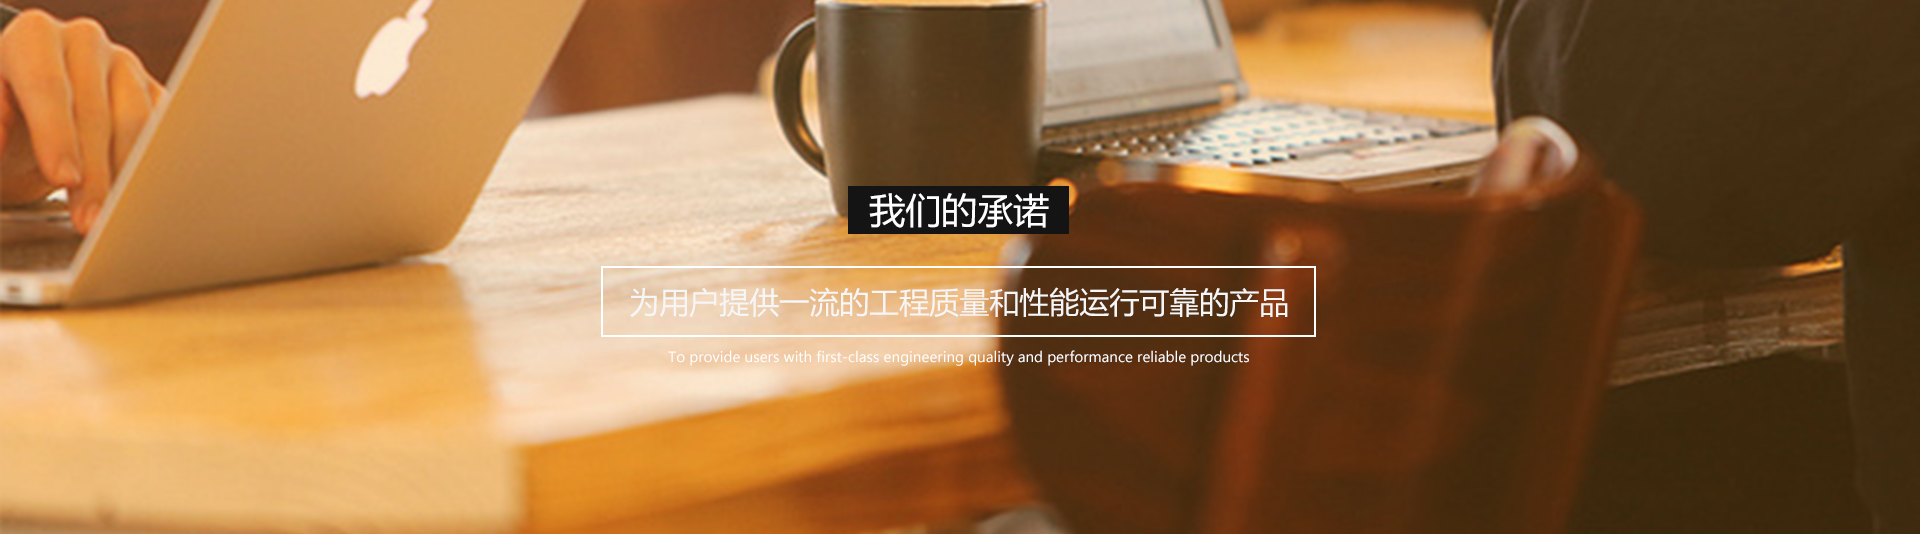 我们的承诺
为用户提供一流的工程质量和性能运行可靠的产品
To provide users with first-class engineering quality and performance reliable products